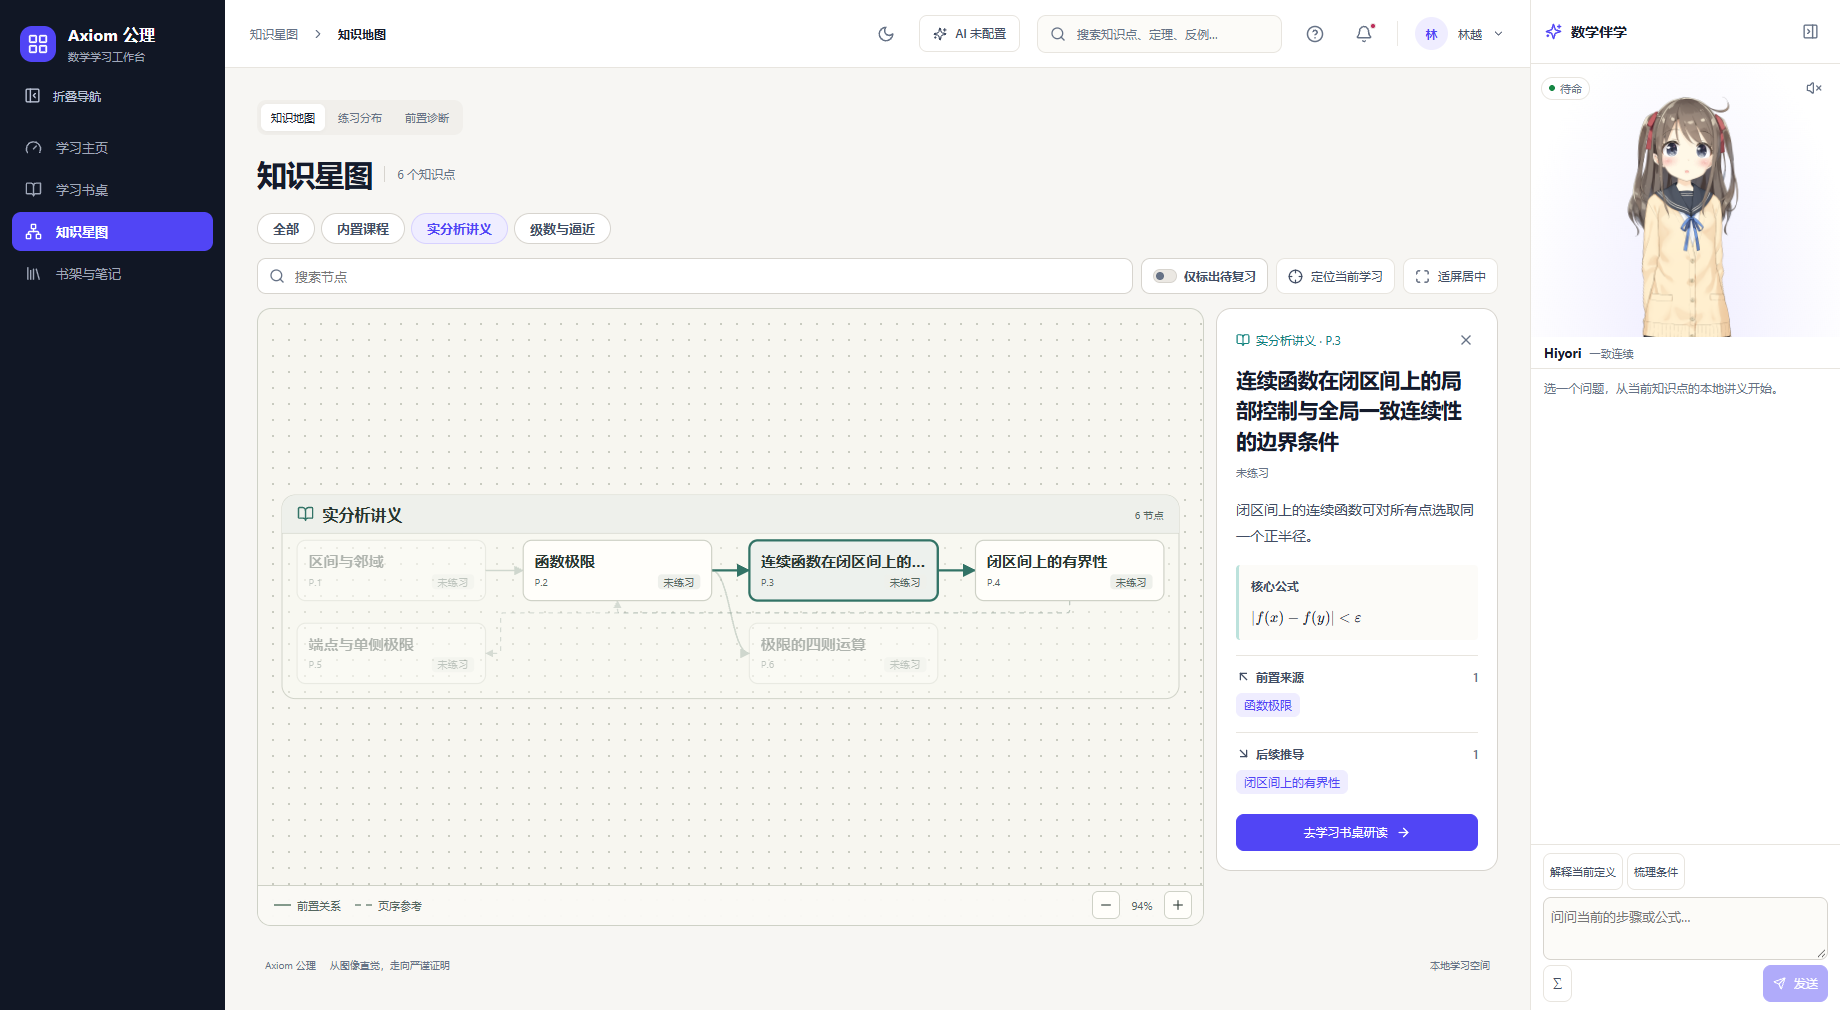 Axiom 公理
数学学习工作台
折叠导航
学习主页
学习书桌
知识星图
书架与笔记
知识星图 > 知识地图
AI 未配置
搜索知识点、定理、反例...
林 林越
知识地图 练习分布 前置诊断
知识星图 6 个知识点
全部 内置课程 实分析讲义 级数与逼近
搜索节点
仅标出待复习
定位当前学习
适屏居中
实分析讲义 6 节点
区间与邻域
P.1 未练习
函数极限
P.2 未练习
连续函数在闭区间上的...
P.3 未练习
闭区间上的有界性
P.4 未练习
端点与单侧极限
P.5 未练习
极限的四则运算
P.6 未练习
前置关系 页序参考
94%
实分析讲义 · P.3
连续函数在闭区间上的局
部控制与全局一致连续性
的边界条件
未练习
闭区间上的连续函数可对所有点选取同
一个正半径。
核心公式
|f(x) − f(y)| < ε
前置来源 1
函数极限
后续推导 1
闭区间上的有界性
去学习书桌研读 →
Axiom 公理 从图像直觉，走向严谨证明
本地学习空间
数学伴学
待命
Hiyori 一致连续
选一个问题，从当前知识点的本地讲义开始。
解释当前定义 梳理条件
问问当前的步骤或公式...
Σ
发送